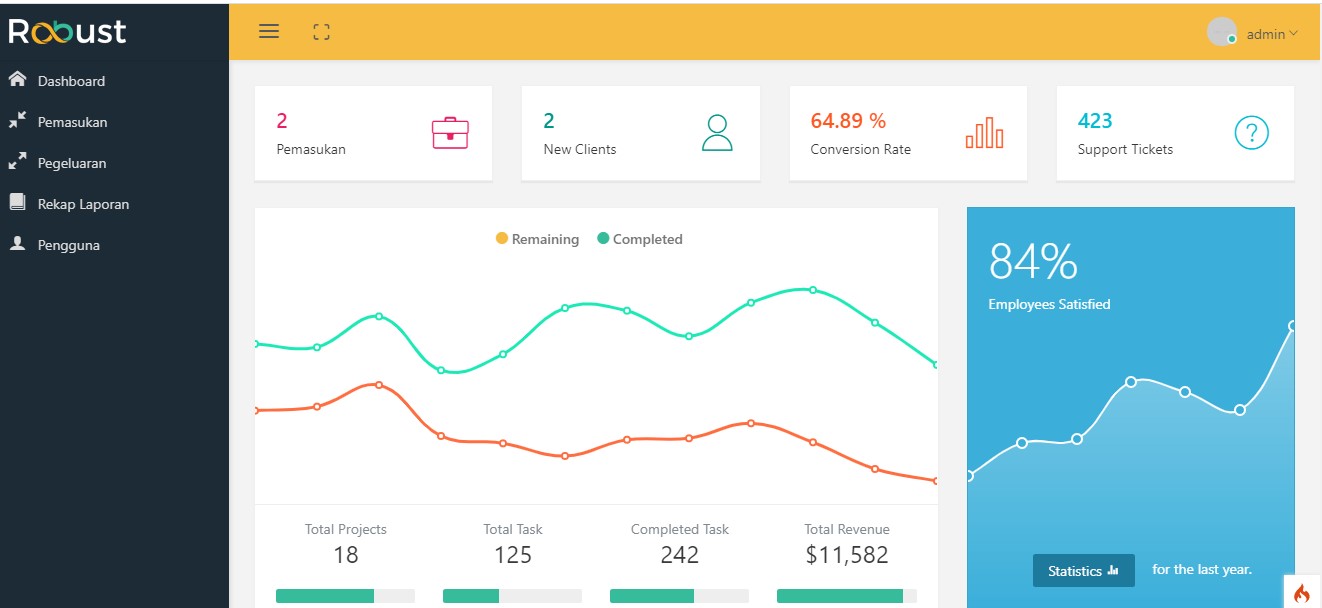 Robust
admin
Dashboard
Pemasukan
Pegeluaran
Rekap Laporan
Pengguna
2
Pemasukan
2
New Clients
64.89 %
Conversion Rate
423
Support Tickets
?
Remaining
Completed
84%
Employees Satisfied
Total Projects
18
Total Task
125
Completed Task
242
Total Revenue
$11,582
Statistics
for the last year.